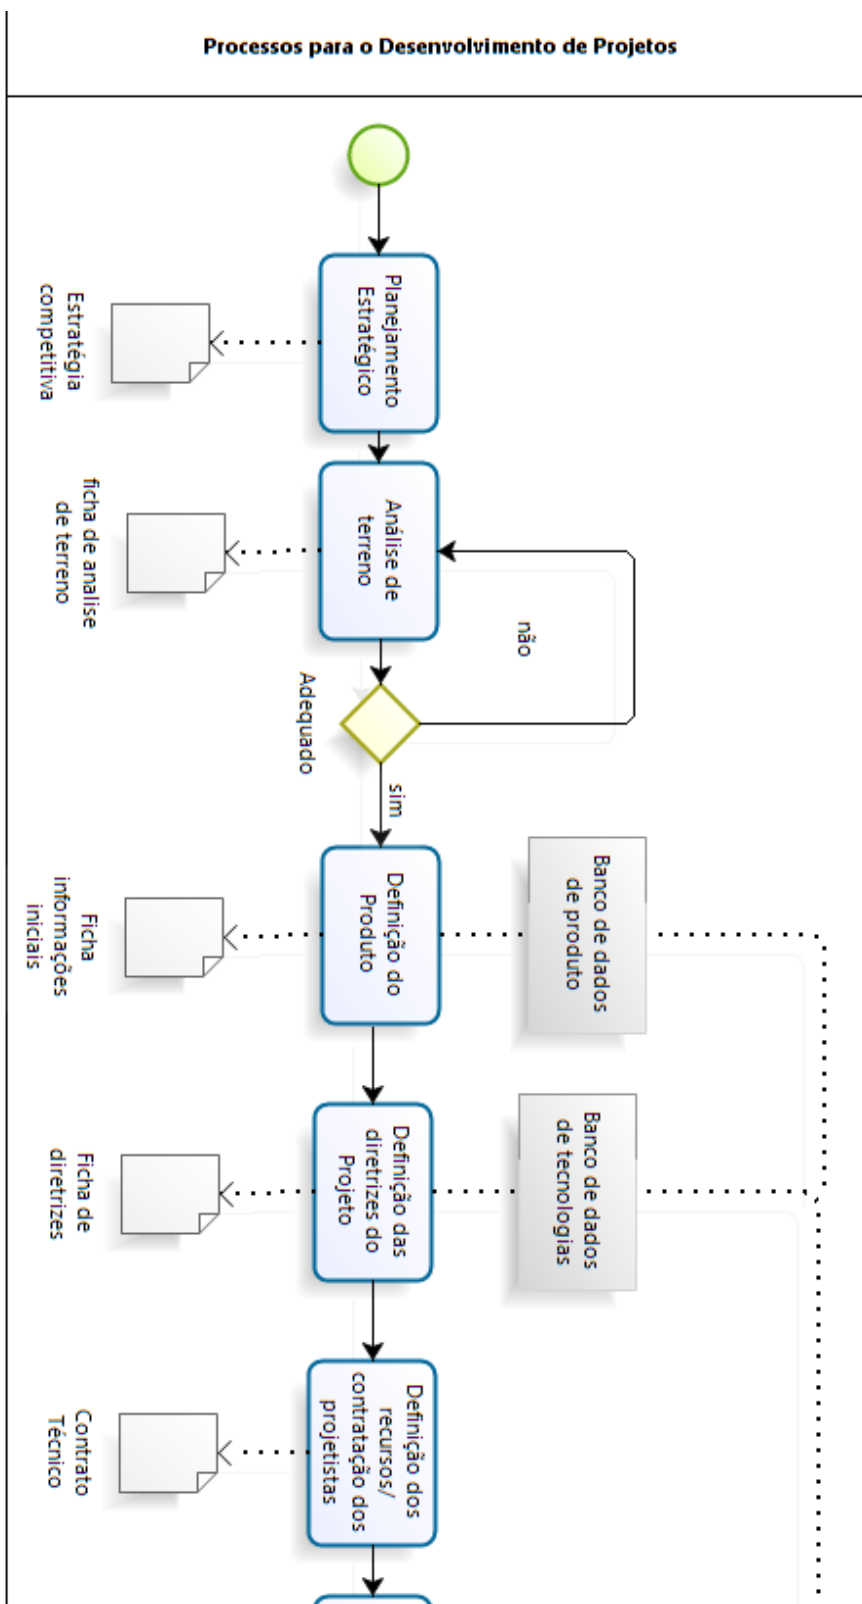 Processos para o Desenvolvimento de Projetos
Planejamento
Estratégico
Estratégia
competitiva
Análise de
terreno
ficha de analise
de terreno
não
Adequado
sim
Definição do
Produto
Banco de dados
de produto
Ficha
informações
iniciais
Definição das
diretrizes do
Projeto
Banco de dados
de tecnologias
Ficha de
diretrizes
Definição dos
recursos/
contratação dos
projetistas
Contrato
Técnico